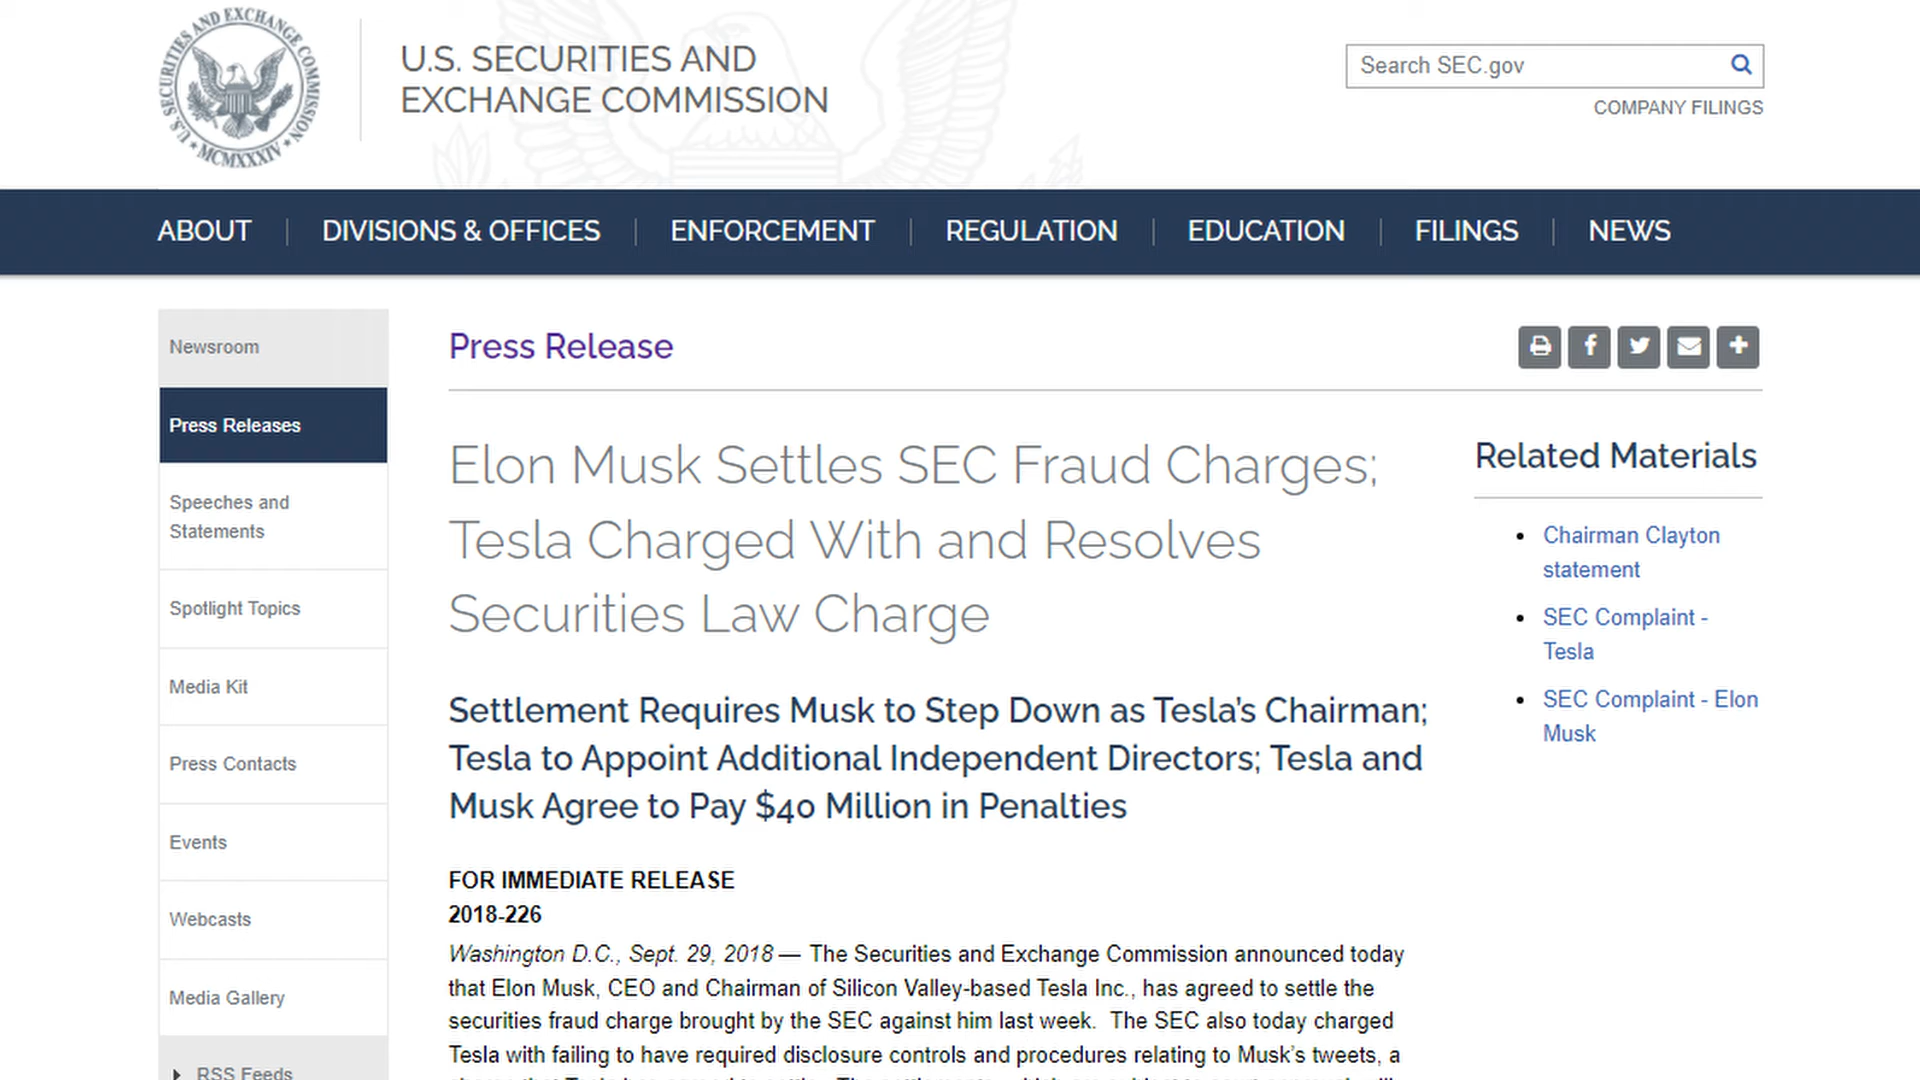 U.S. SECURITIES AND EXCHANGE COMMISSION
MCMXXXIV
U.S. SECURITIES AND
EXCHANGE COMMISSION
Search SEC.gov
COMPANY FILINGS
ABOUT
DIVISIONS & OFFICES
ENFORCEMENT
REGULATION
EDUCATION
FILINGS
NEWS
Newsroom
Press Releases
Speeches and
Statements
Spotlight Topics
Media Kit
Press Contacts
Events
Webcasts
Media Gallery
RSS Feeds
Press Release
Elon Musk Settles SEC Fraud Charges;
Tesla Charged With and Resolves
Securities Law Charge
Settlement Requires Musk to Step Down as Tesla’s Chairman;
Tesla to Appoint Additional Independent Directors; Tesla and
Musk Agree to Pay $40 Million in Penalties
FOR IMMEDIATE RELEASE
2018-226
Washington D.C., Sept. 29, 2018 — The Securities and Exchange Commission announced today
that Elon Musk, CEO and Chairman of Silicon Valley-based Tesla Inc., has agreed to settle the
securities fraud charge brought by the SEC against him last week. The SEC also today charged
Tesla with failing to have required disclosure controls and procedures relating to Musk’s tweets, a
Related Materials
Chairman Clayton
statement
SEC Complaint -
Tesla
SEC Complaint - Elon
Musk